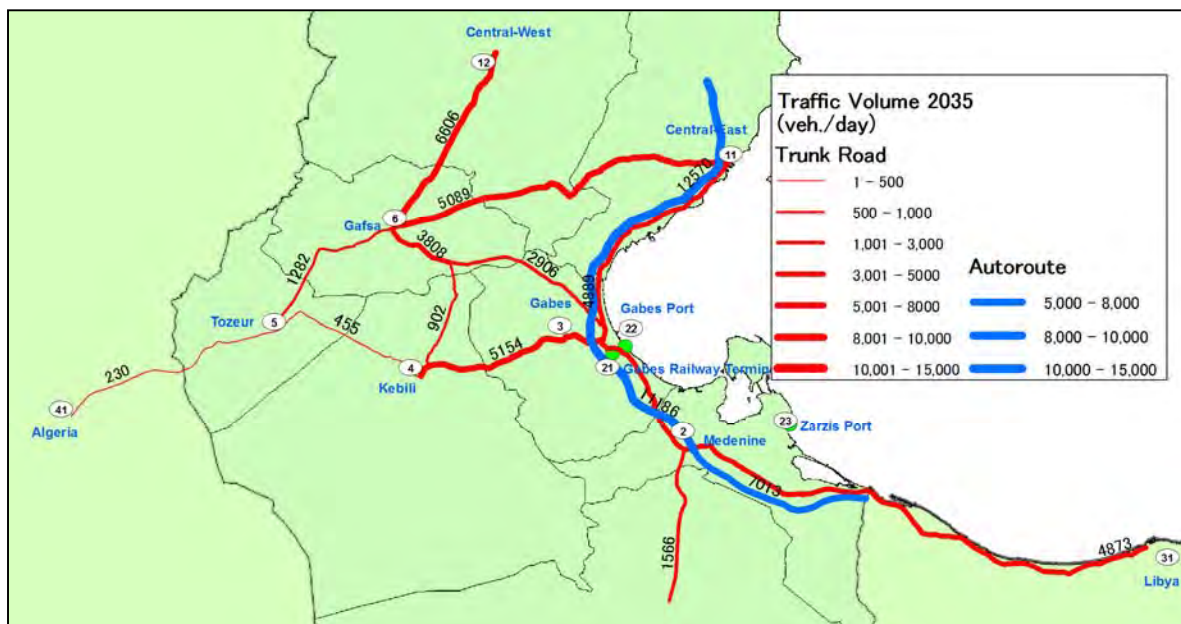 Central-West
12
6606
Central-East
11
12570
5089
6
Gafsa
3808
2906
1282
4889
Gabes
3
Gabes Port
22
Tozeur
5
455
902
5154
4
Kebili
21
Gabes Railway Termin
230
41
Algeria
11186
2
Medenine
23
Zarzis Port
7013
1566
4873
31
Libya
Traffic Volume 2035
(veh./day)
Trunk Road
1 - 500
500 - 1,000
1,001 - 3,000
3,001 - 5000
5,001 - 8000
8,001 - 10,000
10,001 - 15,000
Autoroute
5,000 - 8,000
8,000 - 10,000
10,000 - 15,000